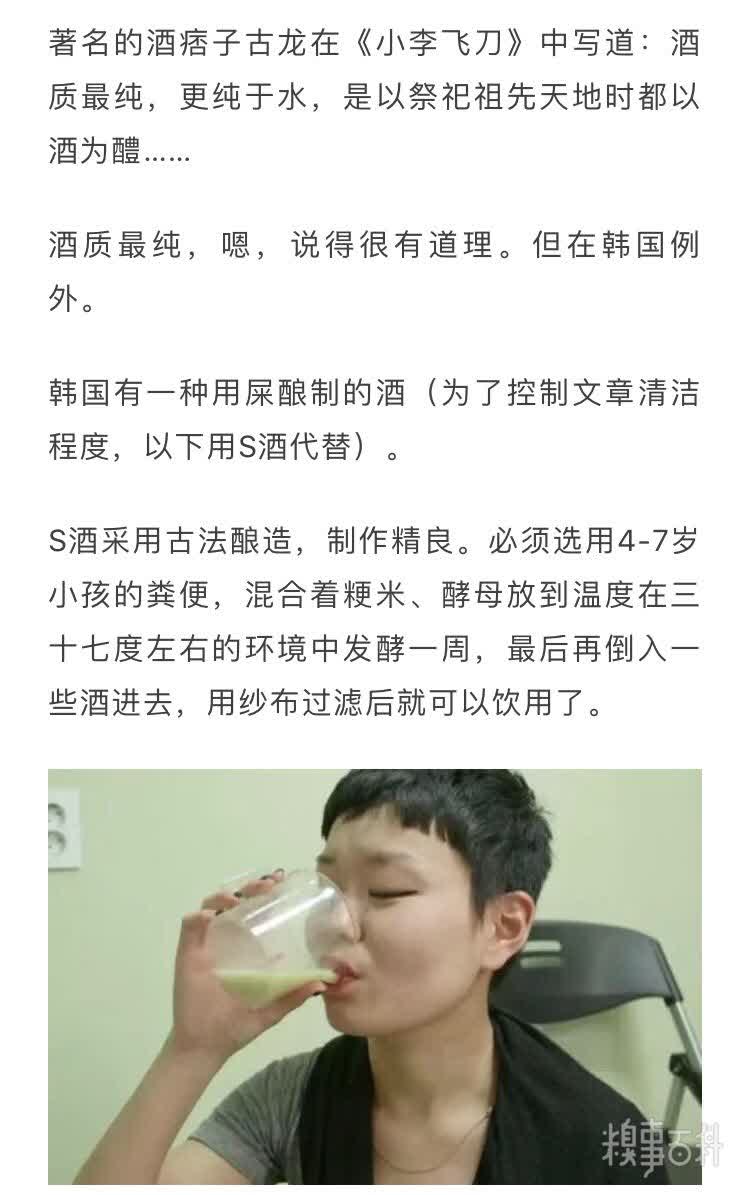 著名的酒痞子古龙在《小李飞刀》中写道：酒
质最纯，更纯于水，是以祭祀祖先天地时都以
酒为醴……
酒质最纯，嗯，说得很有道理。但在韩国例
外。
韩国有一种用屎酿制的酒（为了控制文章清洁
程度，以下用S酒代替）。
S酒采用古法酿造，制作精良。必须选用4-7岁
小孩的粪便，混合着粳米、酵母放到温度在三
十七度左右的环境中发酵一周，最后再倒入一
些酒进去，用纱布过滤后就可以饮用了。
糗事百科